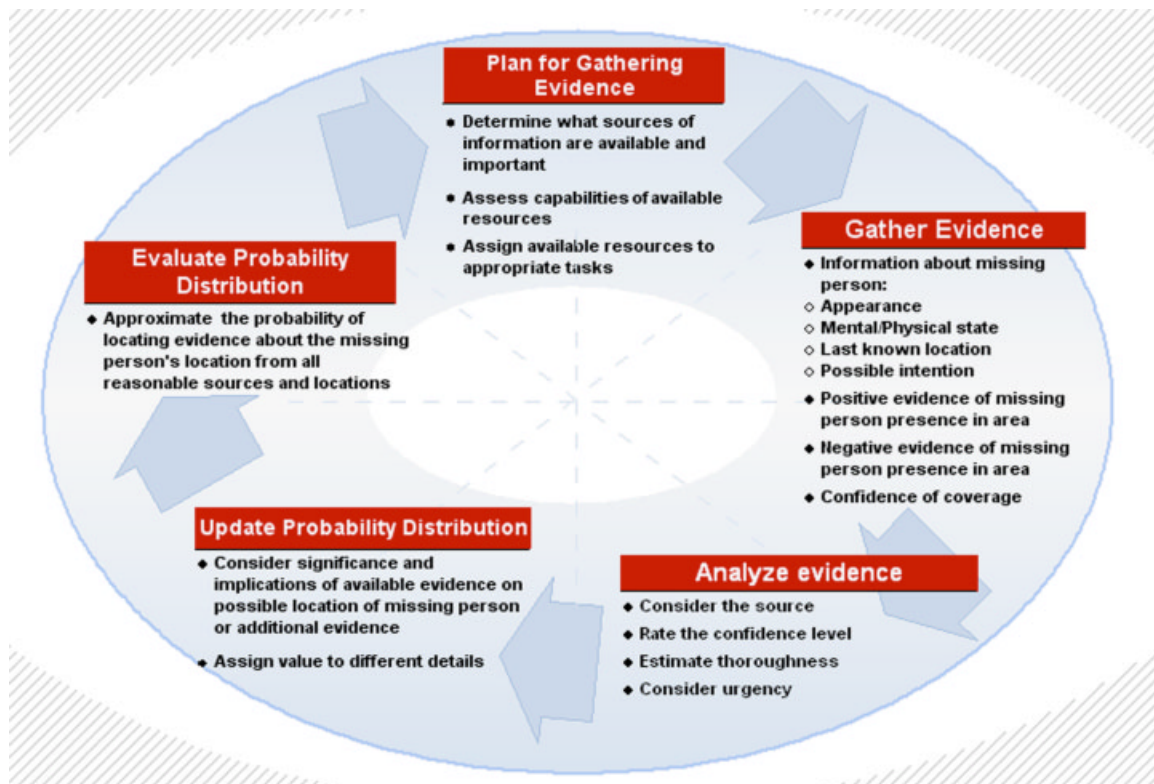 Plan for Gathering
Evidence
✱ Determine what sources of
information are available and
important
✱ Assess capabilities of available
resources
✱ Assign available resources to
appropriate tasks
Gather Evidence
◆ Information about missing
person:
◇ Appearance
◇ Mental/Physical state
◇ Last known location
◇ Possible intention
◆ Positive evidence of missing
person presence in area
◆ Negative evidence of missing
person presence in area
◆ Confidence of coverage
Analyze evidence
◆ Consider the source
◆ Rate the confidence level
◆ Estimate thoroughness
◆ Consider urgency
Update Probability Distribution
◆ Consider significance and
implications of available evidence on
possible location of missing person
or additional evidence
◆ Assign value to different details
Evaluate Probability
Distribution
◆ Approximate the probability of
locating evidence about the missing
person's location from all
reasonable sources and locations